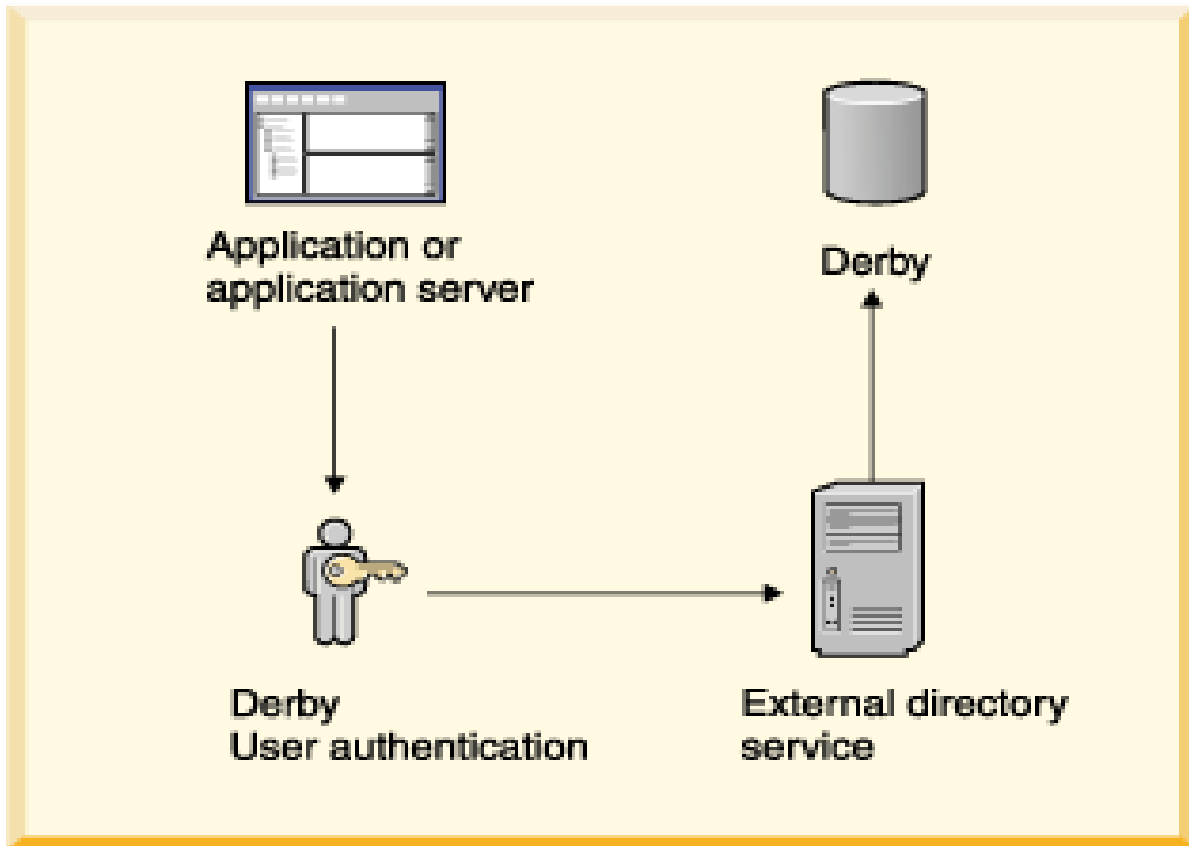 Application or
application server
Derby
Derby
User authentication
External directory
service